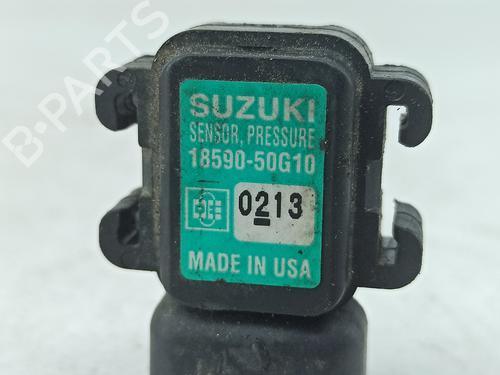 SUZUKI
SENSOR, PRESSURE
18590-50G10
0213
MADE IN USA
B-PARTS